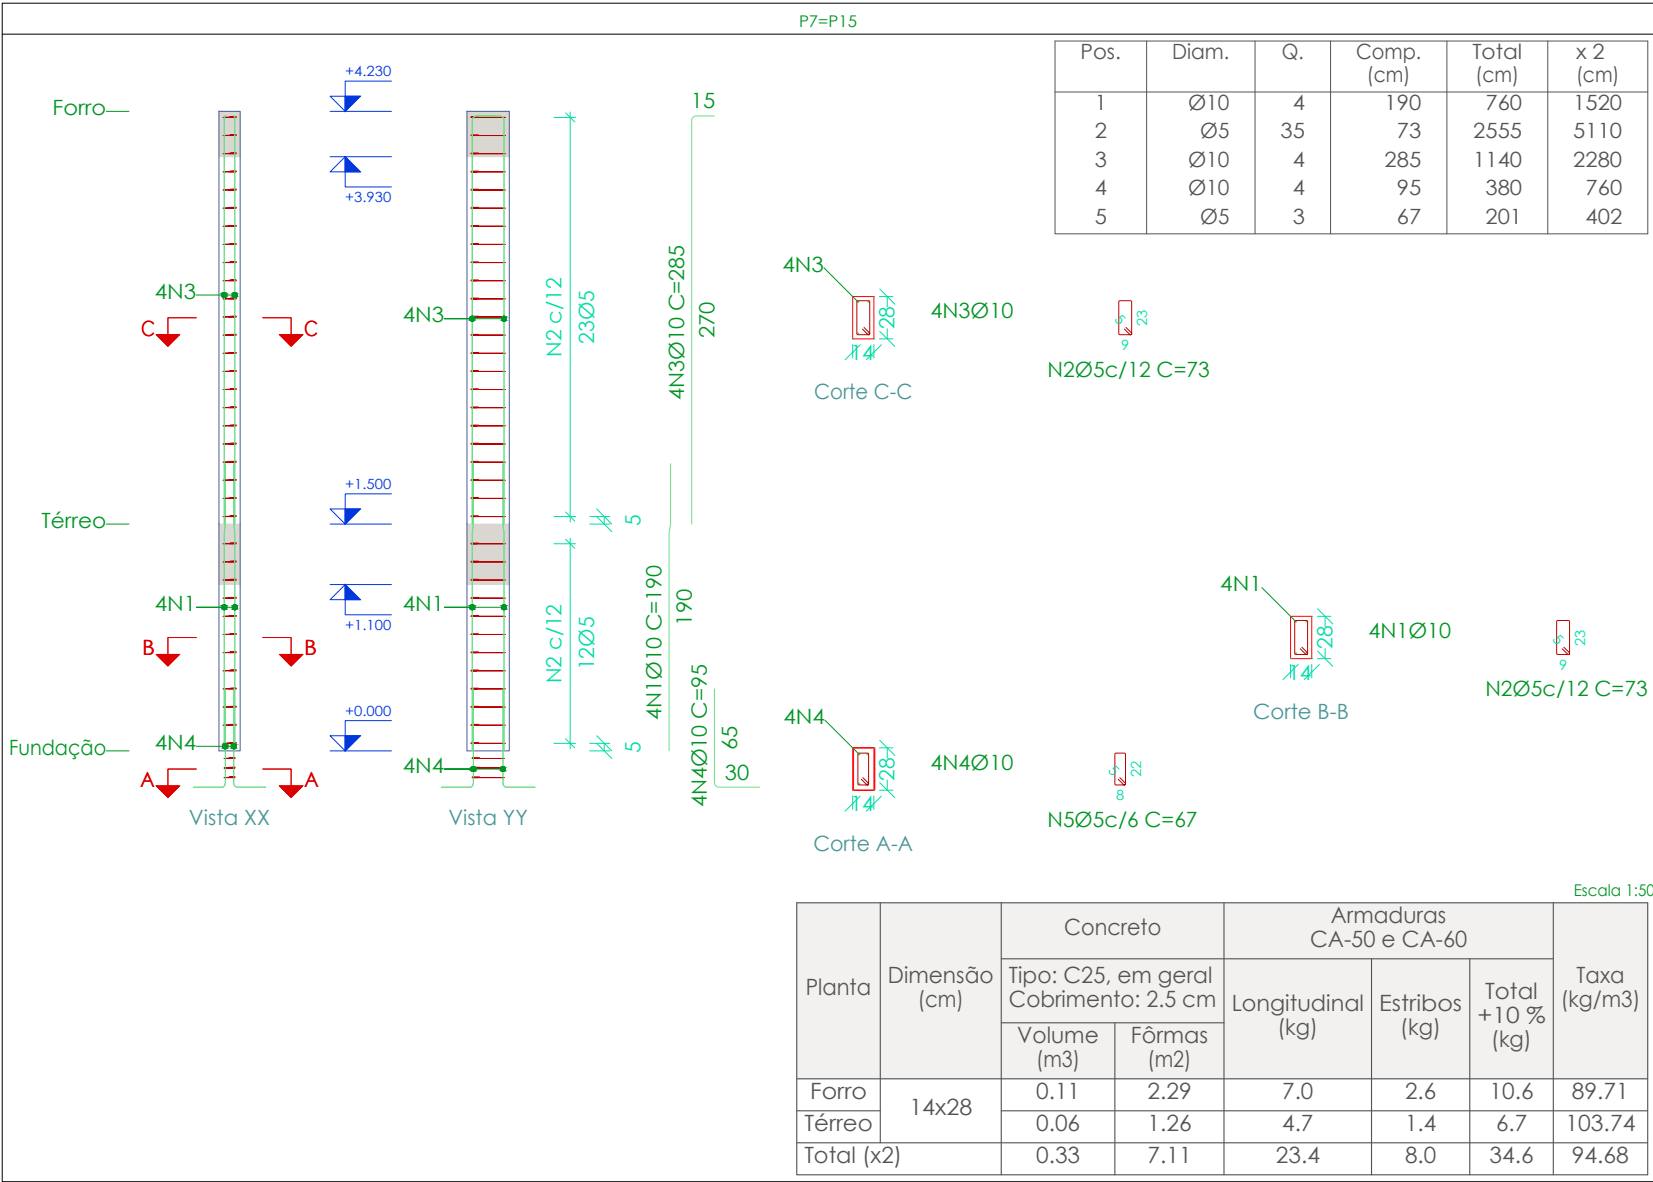 P7=P15
Pos. Diam. Q. Comp. (cm) Total (cm) x 2 (cm)
1 Ø10 4 190 760 1520
2 Ø5 35 73 2555 5110
3 Ø10 4 285 1140 2280
4 Ø10 4 95 380 760
5 Ø5 3 67 201 402
Forro
Térreo
Fundação
4N3
C C
4N1
B B
4N4
A A
Vista XX
+4.230
+3.930
+1.500
+1.100
+0.000
4N3
4N1
4N4
Vista YY
N2 c/12
23Ø5
5
N2 c/12
12Ø5
5
15
4N3Ø10 C=285
270
4N1Ø10 C=190
190
4N4Ø10 C=95
65
30
4N3
28
14
4N3Ø10
Corte C-C
5
23
9
N2Ø5c/12 C=73
4N1
28
14
4N1Ø10
Corte B-B
5
23
9
N2Ø5c/12 C=73
4N4
28
14
4N4Ø10
Corte A-A
5
22
8
N5Ø5c/6 C=67
Escala 1:50
Planta
Dimensão
(cm)
Concreto
Tipo: C25, em geral
Cobrimento: 2.5 cm
Volume
(m3)
Fôrmas
(m2)
Armaduras
CA-50 e CA-60
Longitudinal
(kg)
Estribos
(kg)
Total
+10 %
(kg)
Taxa
(kg/m3)
Forro 14x28 0.11 2.29 7.0 2.6 10.6 89.71
Térreo 0.06 1.26 4.7 1.4 6.7 103.74
Total (x2) 0.33 7.11 23.4 8.0 34.6 94.68